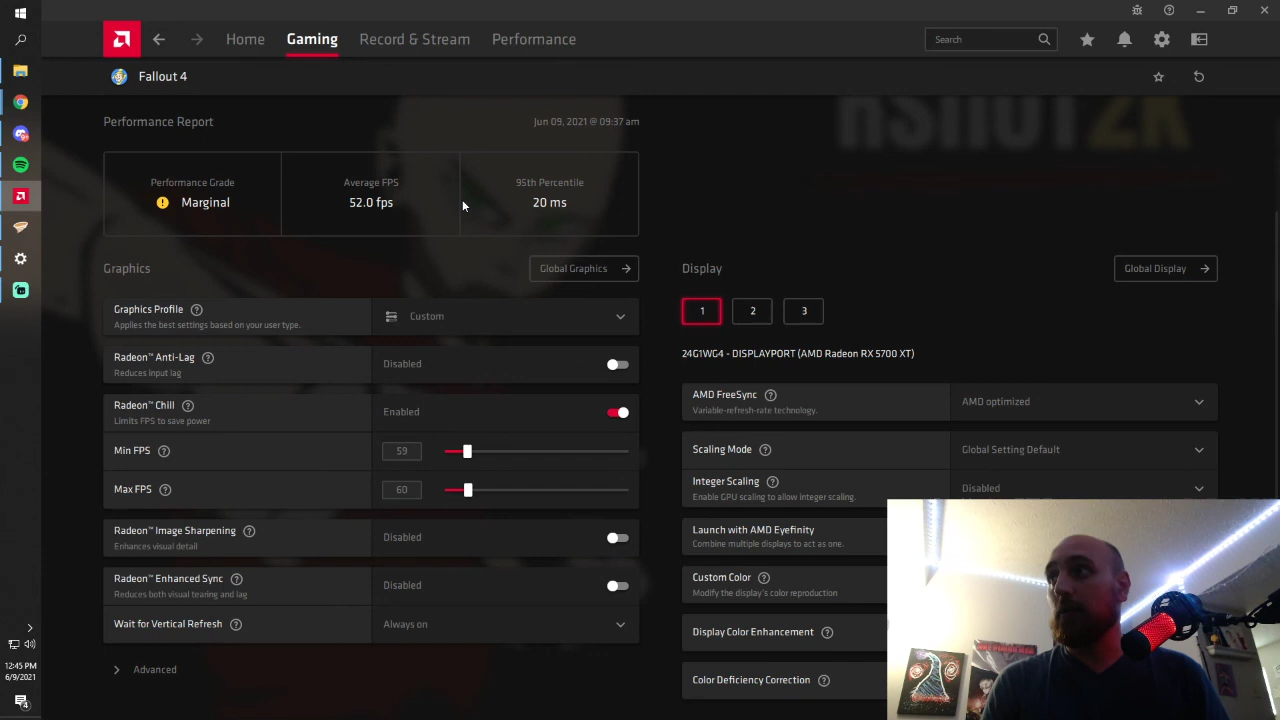 Home
Gaming
Record & Stream
Performance
Search
Fallout 4
RSHOT2K
Performance Report
Jun 09, 2021 @ 09:37 am
Performance Grade
Marginal
Average FPS
52.0 fps
95th Percentile
20 ms
Graphics
Global Graphics
Graphics Profile
Applies the best settings based on your user type.
Custom
Radeon™ Anti-Lag
Reduces input lag
Disabled
Radeon™ Chill
Limits FPS to save power
Enabled
Min FPS
59
Max FPS
60
Radeon™ Image Sharpening
Enhances visual detail
Disabled
Radeon™ Enhanced Sync
Reduces both visual tearing and lag
Disabled
Wait for Vertical Refresh
Always on
Advanced
Display
Global Display
1
2
3
24G1WG4 - DISPLAYPORT (AMD Radeon RX 5700 XT)
AMD FreeSync
Variable-refresh-rate technology.
AMD optimized
Scaling Mode
Global Setting Default
Integer Scaling
Enable GPU scaling to allow integer scaling.
Disabled
Launch with AMD Eyefinity
Combine multiple displays to act as one.
Custom Color
Modify the display's color reproduction
Display Color Enhancement
Color Deficiency Correction
12:45 PM
6/9/2021
4